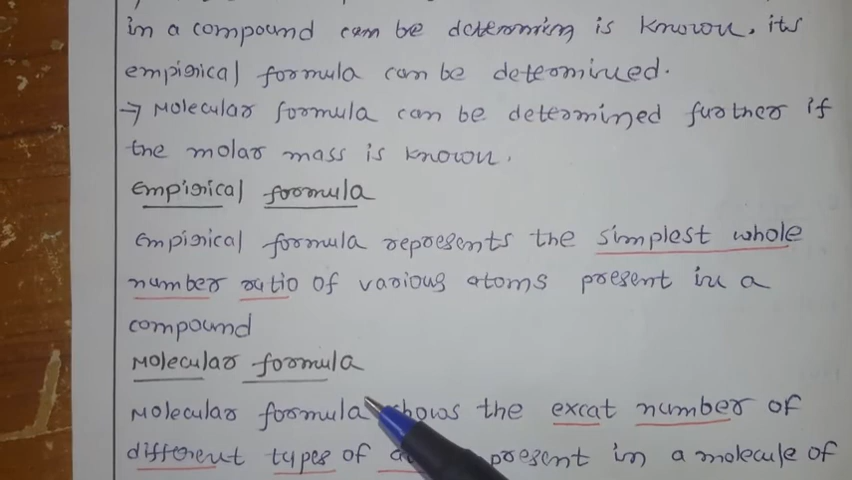 in a compound can be determining is known, its
empirical formula can be determined.
→ Molecular formula can be determined further if
the molar mass is known.
Empirical formula
Empirical formula represents the simplest whole
number ratio of various atoms present in a
compound
Molecular formula
Molecular formula shows the excat number of
different types of present in a molecule of